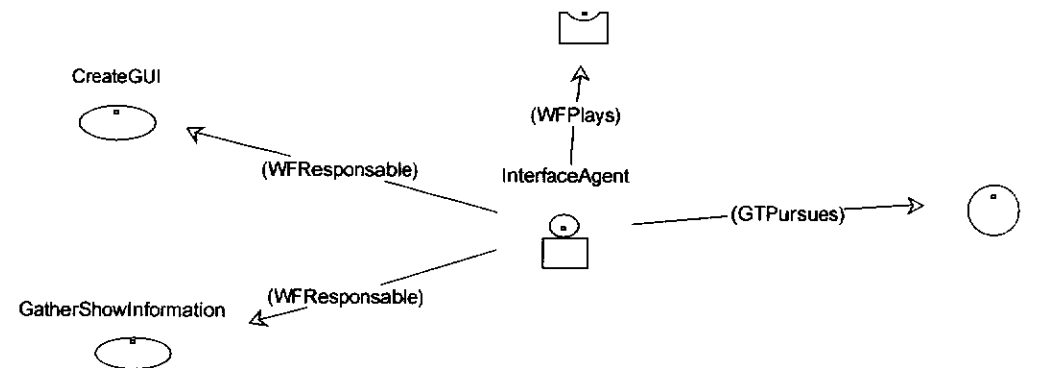 CreateGUI
(WFPlays)
(WFResponsable)
InterfaceAgent
(GTPursues)
(WFResponsable)
GatherShowInformation